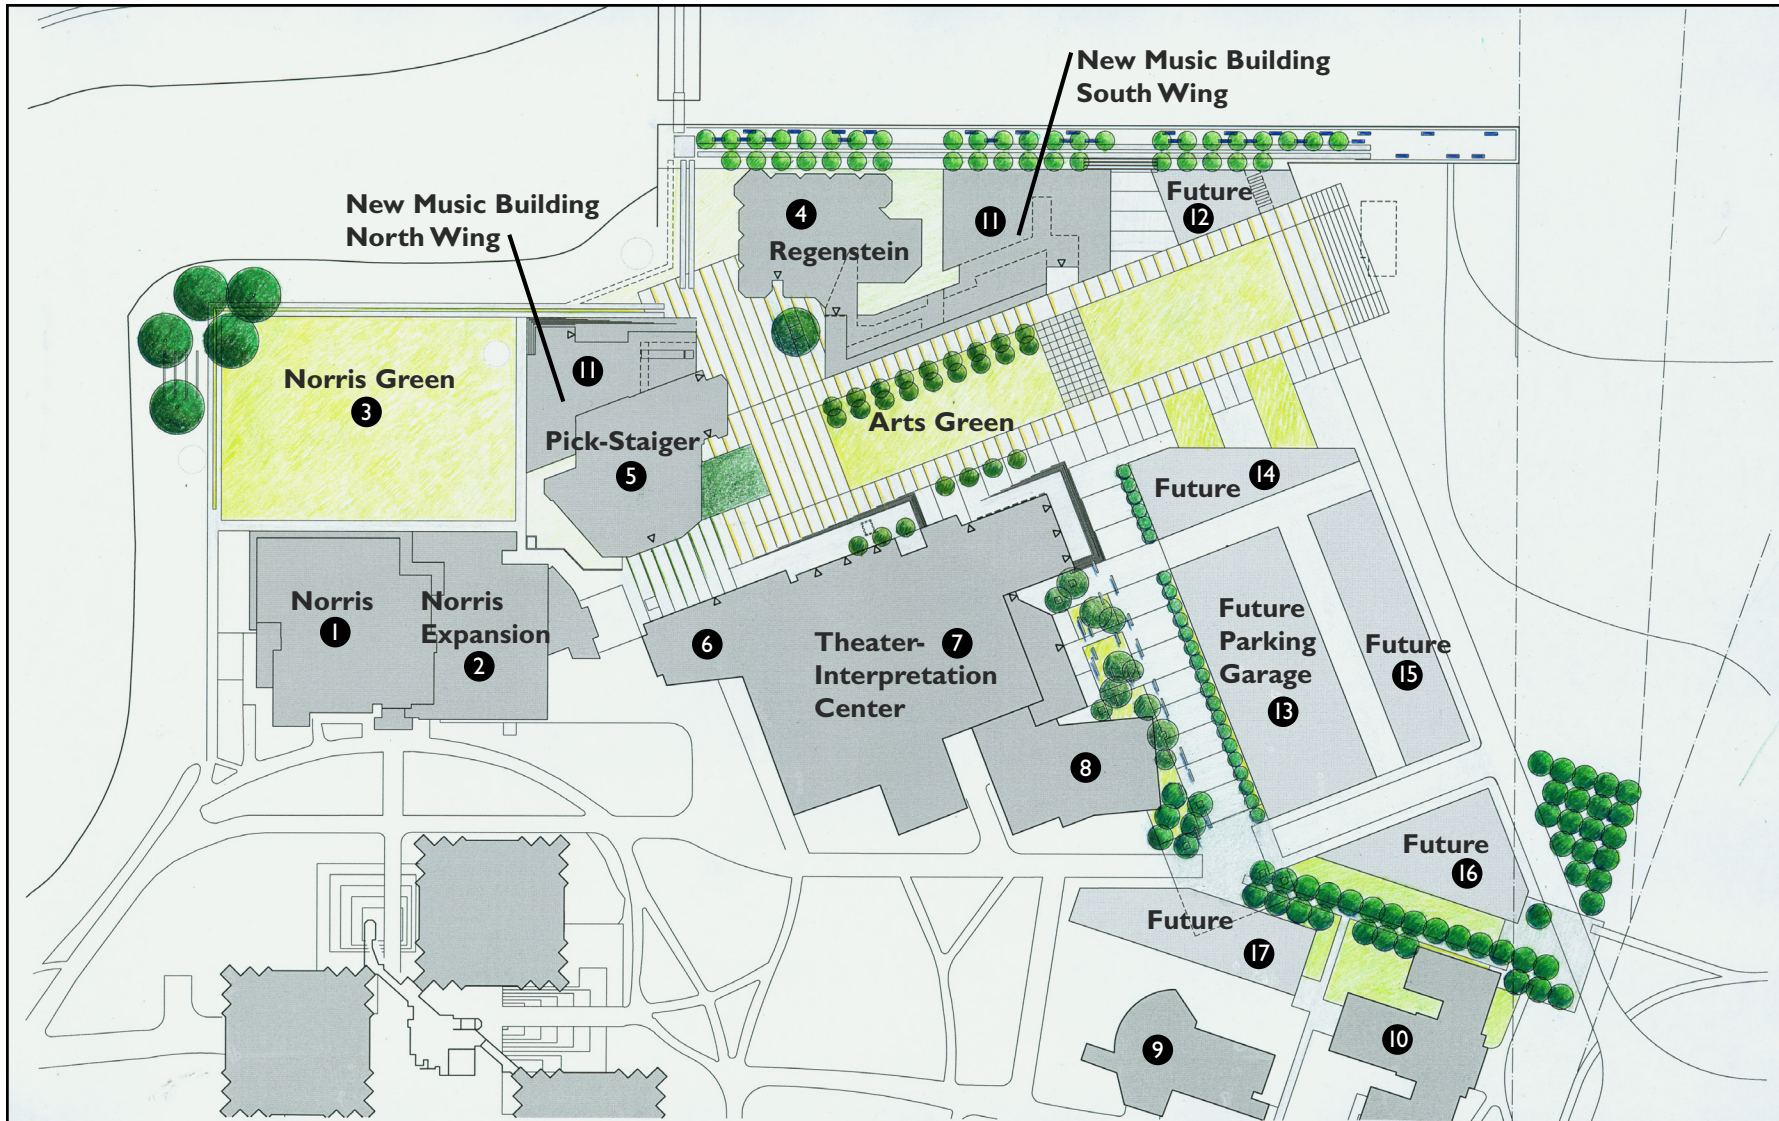 New Music Building
South Wing
New Music Building
North Wing
4
Regenstein
11
Future
12
Norris Green
3
11
Pick-Staiger
5
Arts Green
Future
14
Norris
1
Norris
Expansion
2
6
Theater-
Interpretation
Center
7
8
Future
Parking
Garage
13
Future
15
Future
16
Future
17
9
10